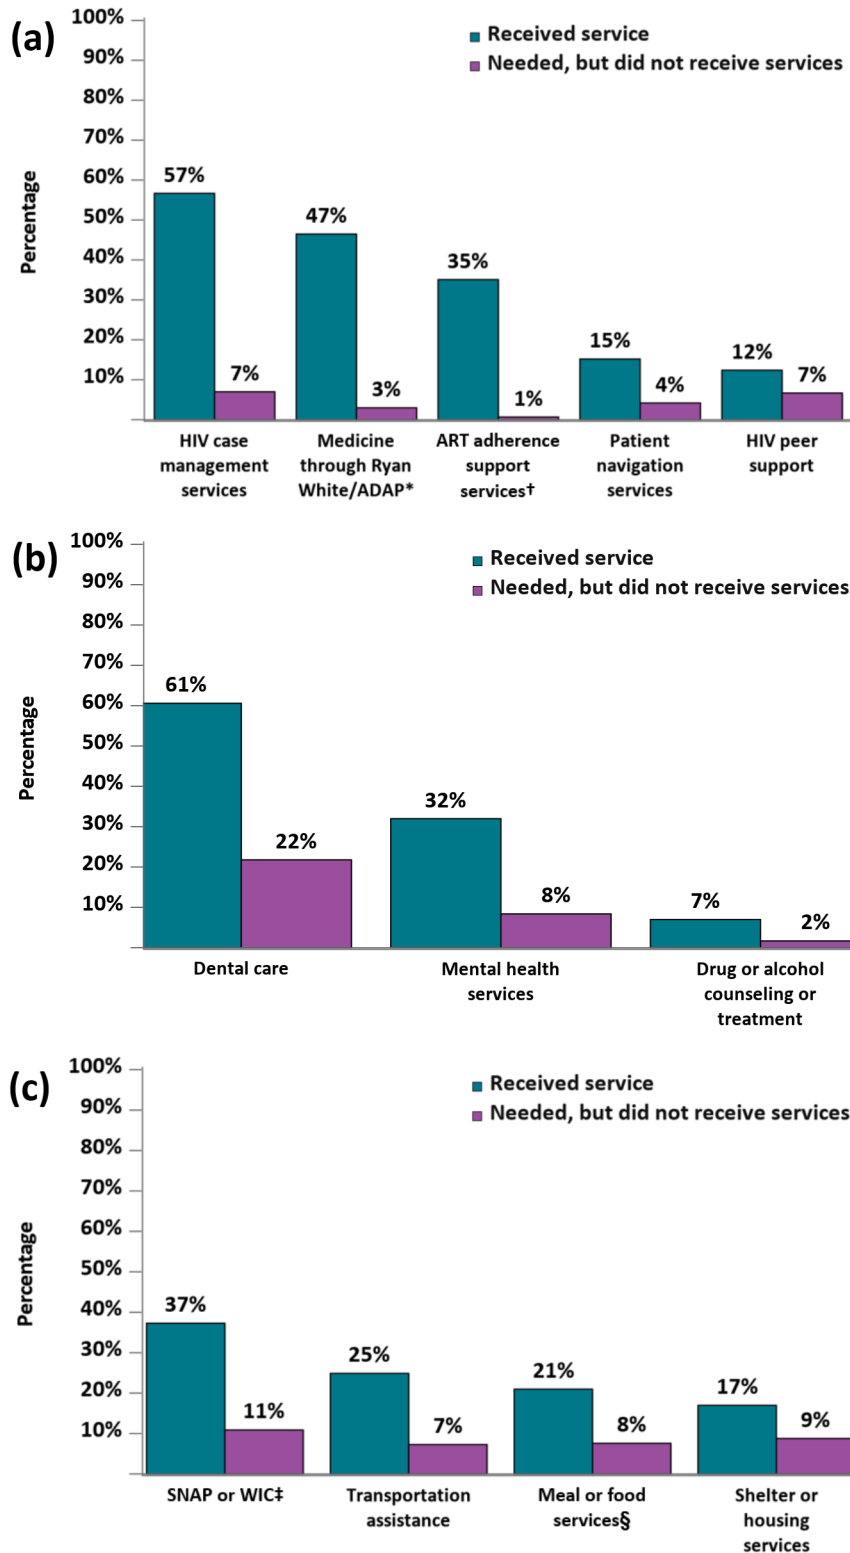 (a)
100%
90%
80%
70%
60%
50%
40%
30%
20%
10%
Percentage
Received service
Needed, but did not receive services
57%
7%
47%
3%
35%
1%
15%
4%
12%
7%
HIV case
management
services
Medicine
through Ryan
White/ADAP*
ART adherence
support
services†
Patient
navigation
services
HIV peer
support
(b)
100%
90%
80%
70%
60%
50%
40%
30%
20%
10%
Percentage
Received service
Needed, but did not receive services
61%
22%
32%
8%
7%
2%
Dental care
Mental health
services
Drug or alcohol
counseling or
treatment
(c)
100%
90%
80%
70%
60%
50%
40%
30%
20%
10%
Percentage
Received service
Needed, but did not receive services
37%
11%
25%
7%
21%
8%
17%
9%
SNAP or WIC‡
Transportation
assistance
Meal or food
services§
Shelter or
housing
services